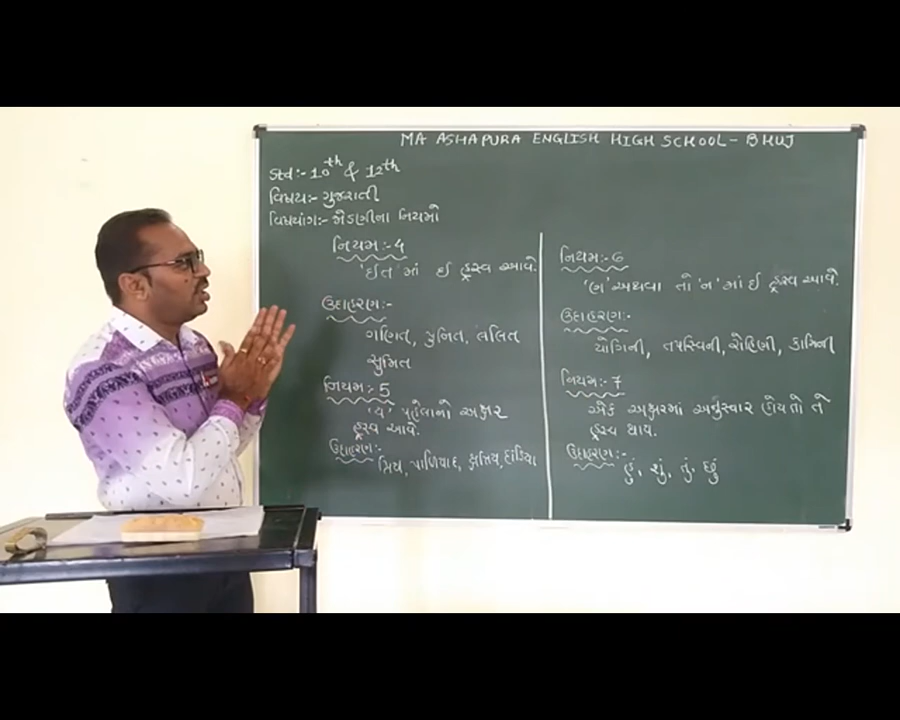 MA ASHAPURA ENGLISH HIGH SCHOOL - BHUJ
Std:- 10th & 12th
વિષય:- ગુજરાતી
વિષયાંગ:- જોડણીના નિયમો
નિયમ:- 4
'ઈત' માં ઈ હ્રસ્વ આવે.
ઉદાહરણ:-
ગણિત, પુનિત, લલિત
સુમિત
નિયમ:- 5
'ય' પહેલાનો અક્ષર
હ્રસ્વ આવે.
ઉદાહરણ:-
પ્રિય, પાણિયારુ, ક્ષત્રિય,
નિયમ:- 6
'ણ' અથવા તો 'ન' માં ઈ હ્રસ્વ આવે.
ઉદાહરણ:-
યોગિની, તપસ્વિની, રોહિણી, કામિની
નિયમ:- 7
એક અક્ષરમાં અનુસ્વાર હોય તો તે
હ્રસ્વ થાય.
ઉદાહરણ:-
હું, શું, તું, છું